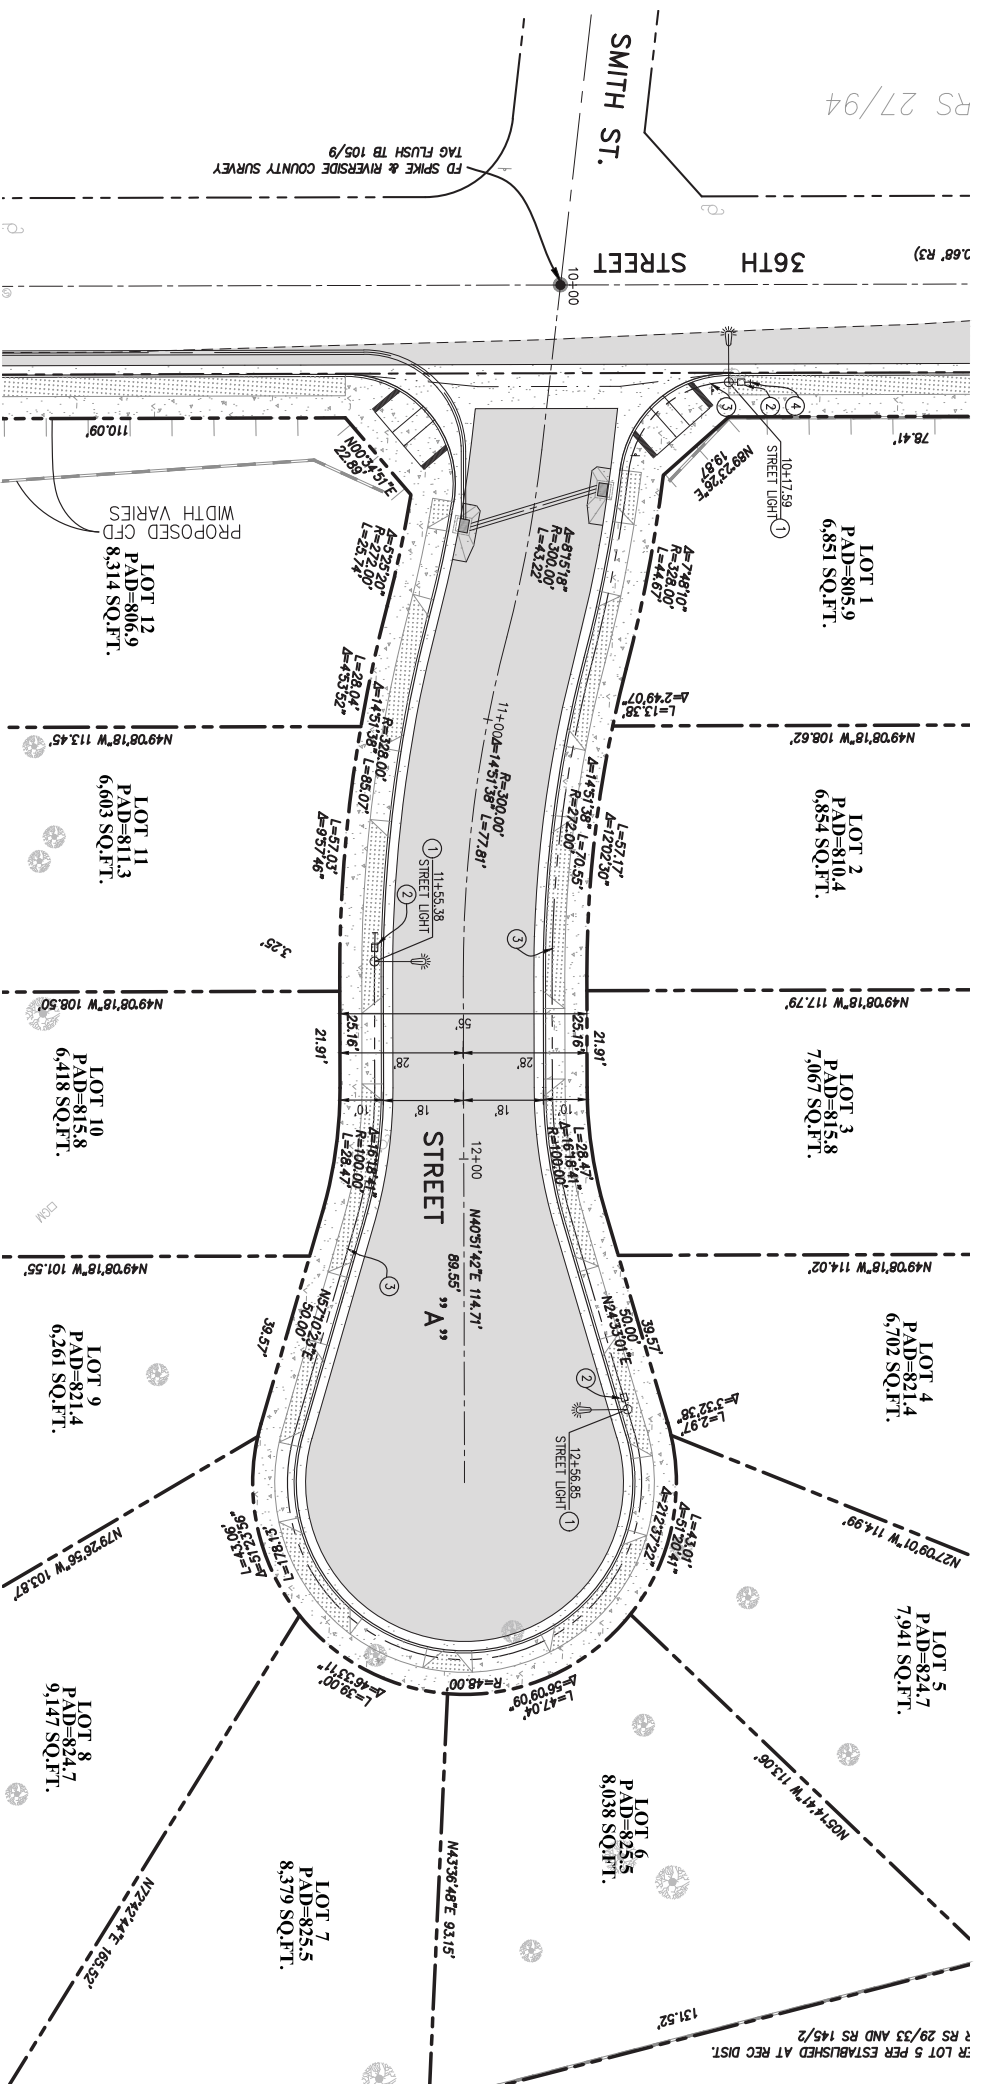 SMITH ST.
RS 27/94
FD SPIKE & RIVERSIDE COUNTY SURVEY
TAG FLUSH TB 105/9
36TH STREET
0.68' R3)
10+00
110.09'
N00°34'51"E
22.89'
PROPOSED CFD
WIDTH VARIES
LOT 12
PAD=806.9
8,314 SQ.FT.
Δ=5°25'20"
R=272.00'
L=25.74'
Δ=8°15'18"
R=300.00'
L=43.22'
3
2
4
78.41'
N89°23'26"E
19.87'
10+17.59
STREET LIGHT
1
Δ=7°48'10"
R=328.00'
L=44.67'
LOT 1
PAD=805.9
6,851 SQ.FT.
L=28.04'
Δ=4°53'52"
L=13.38'
Δ=2°49'07"
N49°08'18"W 113.45'
N49°08'18"W 108.62'
R=328.00'
Δ=14°51'38" L=85.07'
11+00
R=300.00'
Δ=14°51'38" L=77.81'
Δ=14°51'38" L=70.55'
R=272.00'
L=57.17'
Δ=12°02'30"
L=57.03'
Δ=9°57'46"
LOT 11
PAD=811.3
6,603 SQ.FT.
LOT 2
PAD=810.4
6,854 SQ.FT.
1
11+55.38
STREET LIGHT
2
3
3.25'
N49°08'18"W 108.50'
N49°08'18"W 117.79'
56'
25.16'
25.16'
21.91'
21.91'
28'
28'
10'
18'
18'
10'
LOT 10
PAD=815.8
6,418 SQ.FT.
LOT 3
PAD=815.8
7,067 SQ.FT.
Δ=16°18'41"
R=100.00'
L=28.47'
L=28.47'
Δ=16°18'41"
R=100.00'
12+00
STREET "A"
N40°51'42"E 114.71'
89.55'
□CM
N49°08'18"W 101.55'
N49°08'18"W 114.02'
3
N57°10'23"E
50.00'
39.57'
39.57'
50.00'
N24°33'01"E
LOT 9
PAD=821.4
6,261 SQ.FT.
LOT 4
PAD=821.4
6,702 SQ.FT.
2
L=2.97'
Δ=3°32'38"
12+56.85
STREET LIGHT
1
N79°26'56"W 103.87'
N27°09'01"W 114.99'
L=178.13'
Δ=51°23'56"
L=43.06'
L=43.01'
Δ=51°20'41"
Δ=212°37'22"
L=39.00'
Δ=46°33'11"
R=48.00'
L=47.04'
Δ=56°09'09"
LOT 8
PAD=824.7
9,147 SQ.FT.
LOT 5
PAD=824.7
7,941 SQ.FT.
LOT 6
PAD=825.5
8,038 SQ.FT.
LOT 7
PAD=825.5
8,379 SQ.FT.
N05°14'41"W 113.06'
N43°36'48"E 93.15'
N72°42'44"E 165.52'
131.52'
ER LOT 5 PER ESTABLISHED AT REC DIST.
R RS 29/33 AND RS 145/2